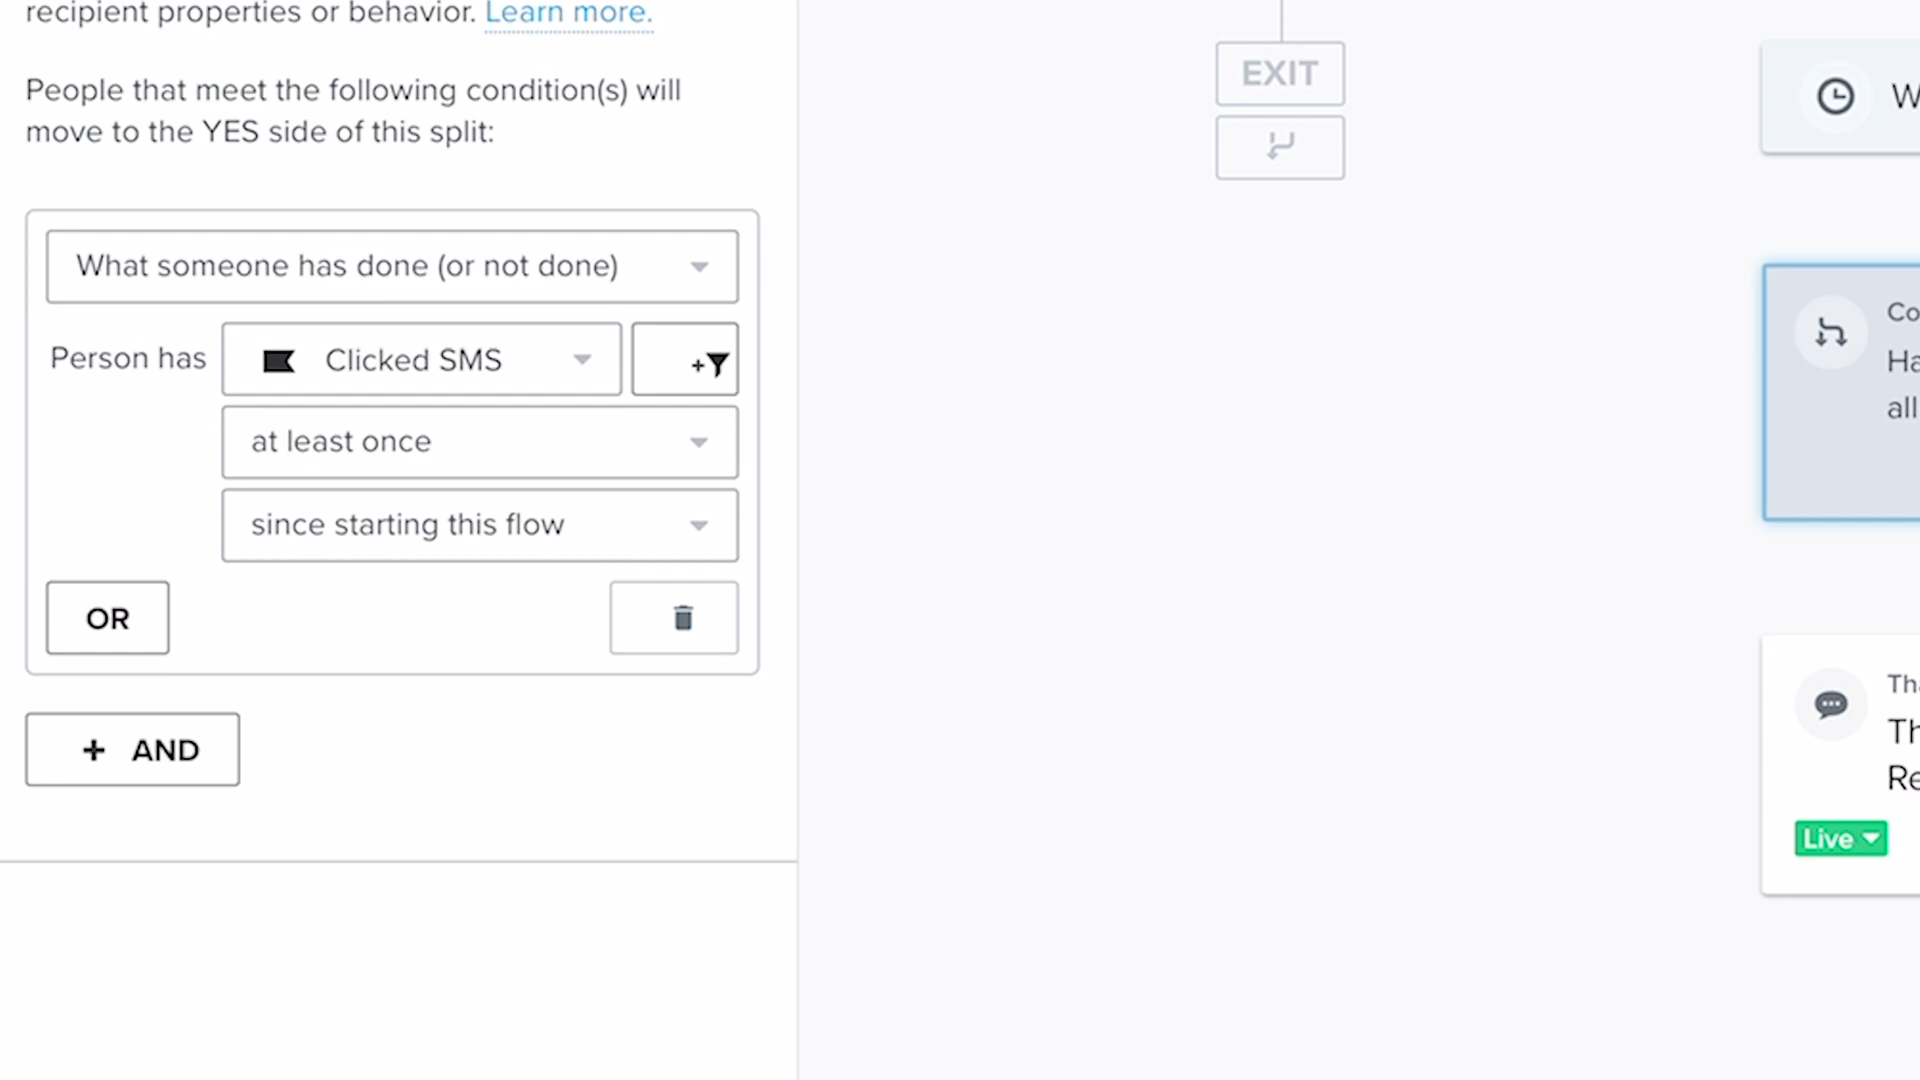 recipient properties or behavior. Learn more.
People that meet the following condition(s) will
move to the YES side of this split:
What someone has done (or not done)
Person has
Clicked SMS
at least once
since starting this flow
OR
+ AND
EXIT
W
Co
Ha
all
Tha
Th
Re
Live